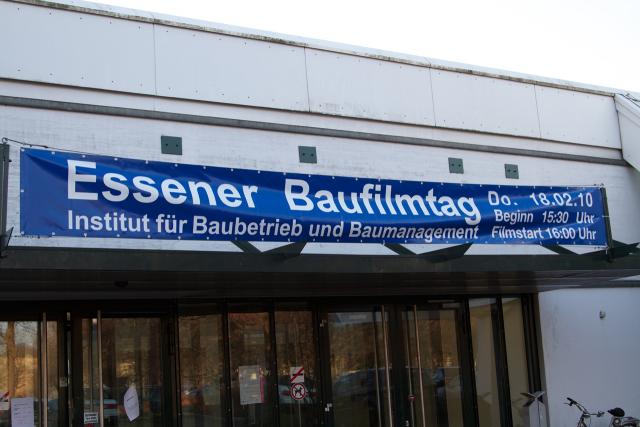 Essener Baufilmtag
Institut für Baubetrieb und Baumanagement
Do. 18.02.10
Beginn 15:30 Uhr
Filmstart 16:00 Uhr